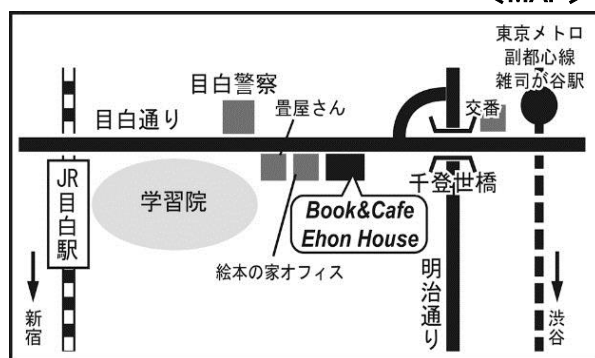 <MAP>
東京メトロ
副都心線
雑司が谷駅
目白警察
畳屋さん
交番
目白通り
JR
目白駅
学習院
千登世橋
Book&Cafe
Ehon House
絵本の家オフィス
明治通り
新宿
渋谷